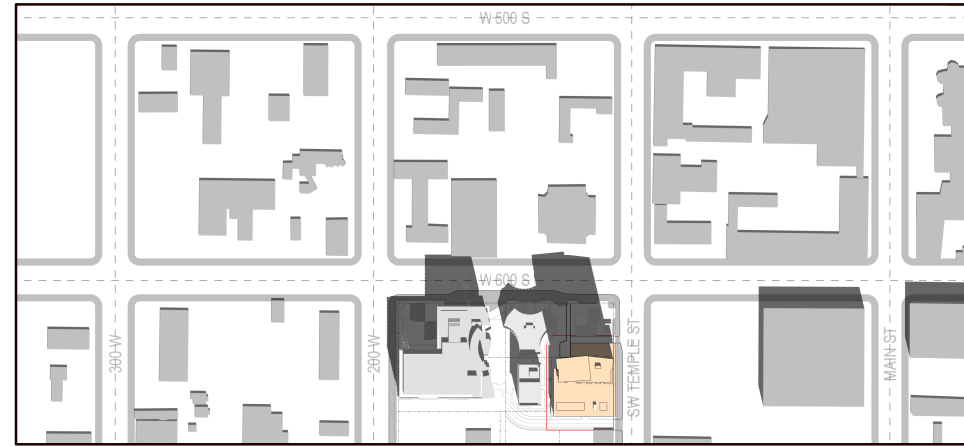 W 500 S
W 600 S
300 W
200 W
SW TEMPLE ST
MAIN ST